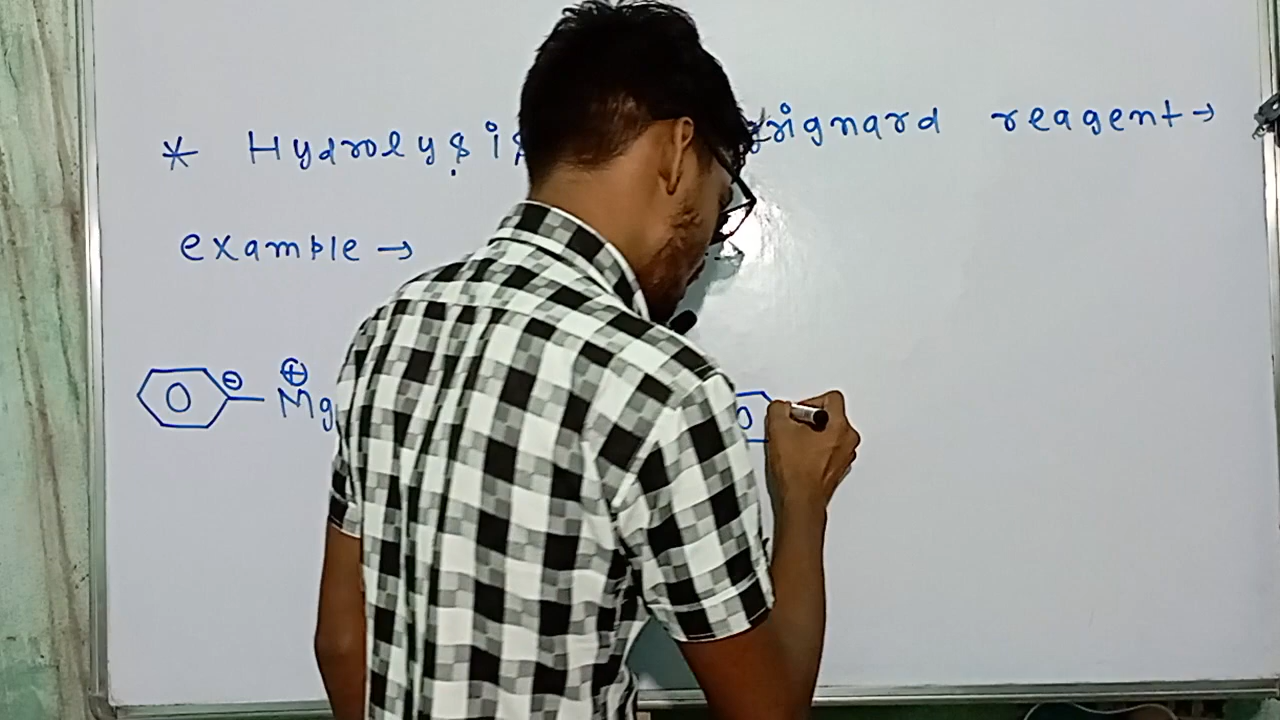 * Hydrolysis Grignard reagent →
example →
⊖ ⊕
Mg